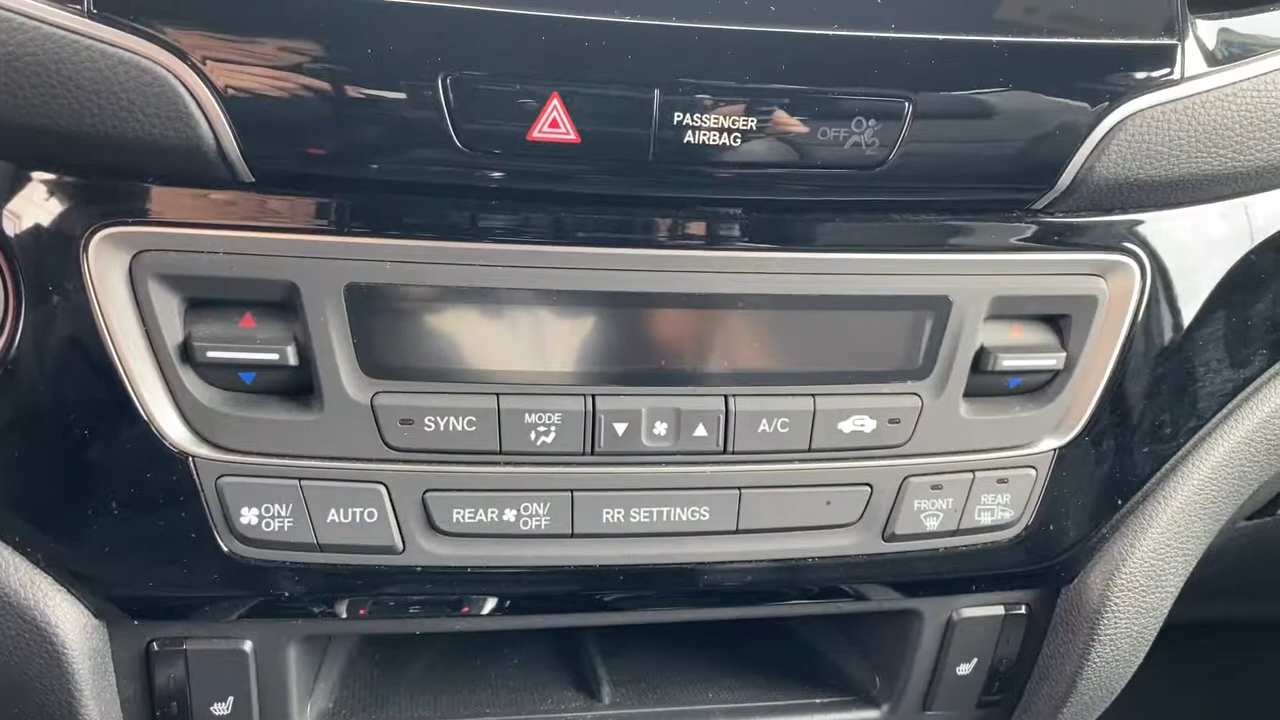 PASSENGER
AIRBAG
OFF
SYNC
MODE
A/C
ON/
OFF
AUTO
REAR ON/
OFF
RR SETTINGS
FRONT
REAR